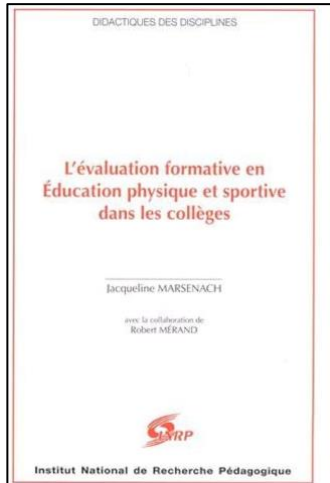 DIDACTIQUES DES DISCIPLINES
L'évaluation formative en
Éducation physique et sportive
dans les collèges
Jacqueline MARSENACH
avec la collaboration de
Robert MÉRAND
INRP
Institut National de Recherche Pédagogique